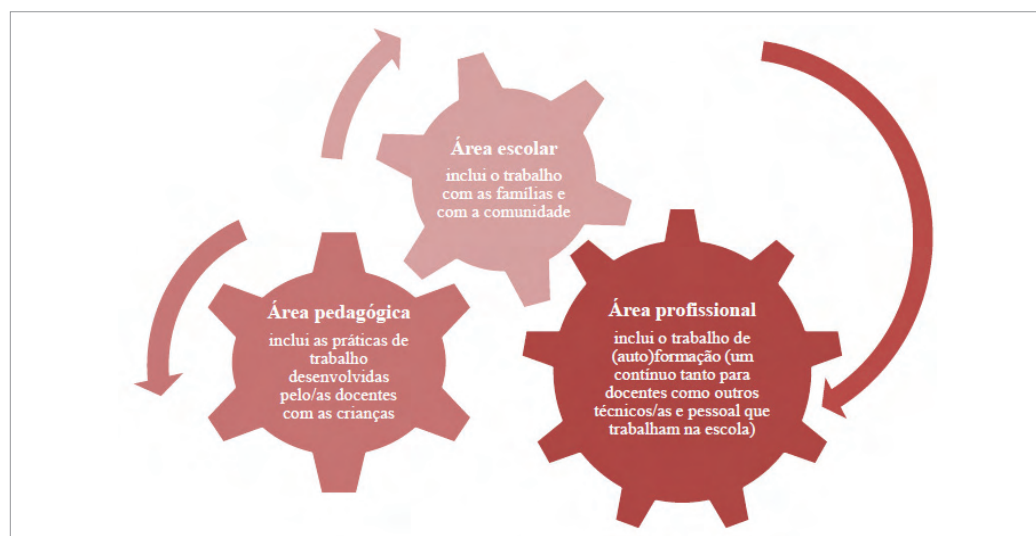 Área escolar
inclui o trabalho
com as famílias e
com a comunidade
Área pedagógica
inclui as práticas de
trabalho
desenvolvidas
pelo/as docentes
com as crianças
Área profissional
inclui o trabalho de
(auto)formação (um
contínuo tanto para
docentes como outros
técnicos/as e pessoal que
trabalham na escola)